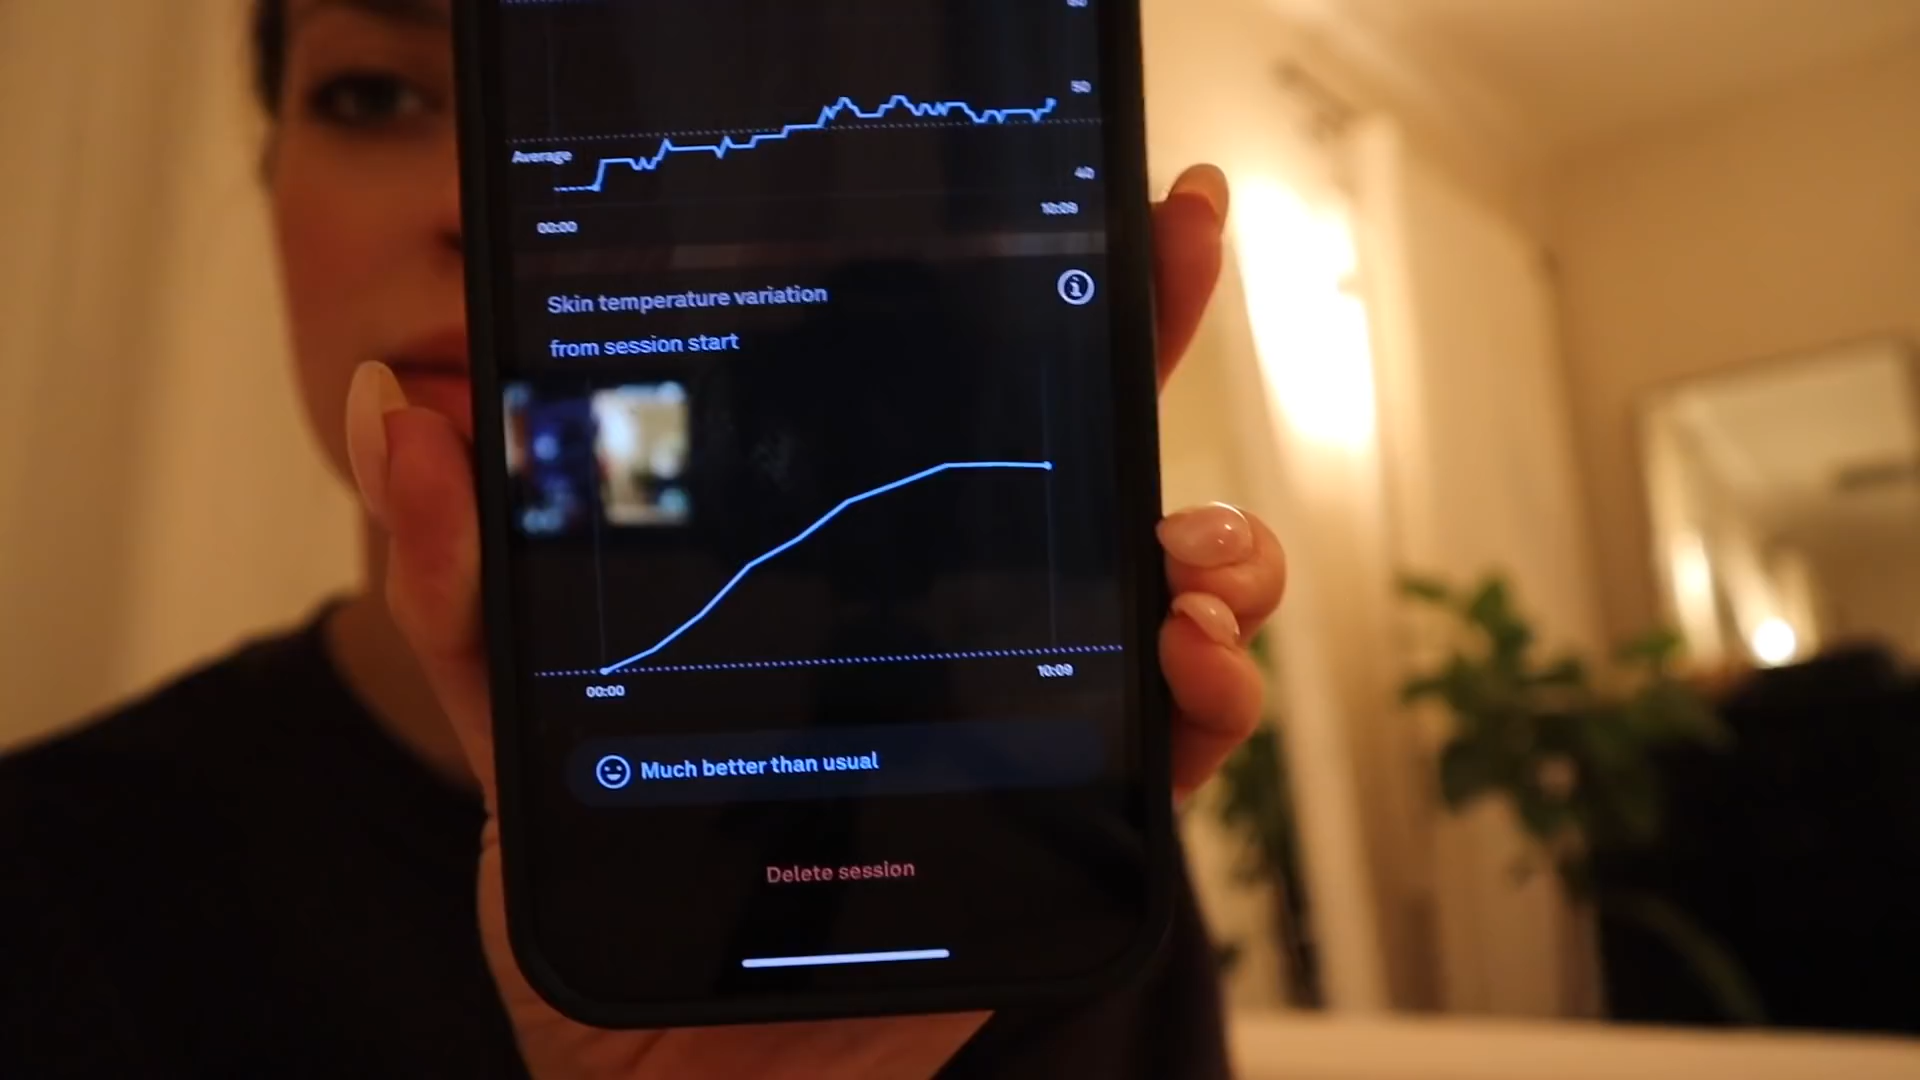 60
50
Average
40
00:00 10:09
Skin temperature variation
from session start
00:00 10:09
Much better than usual
Delete session